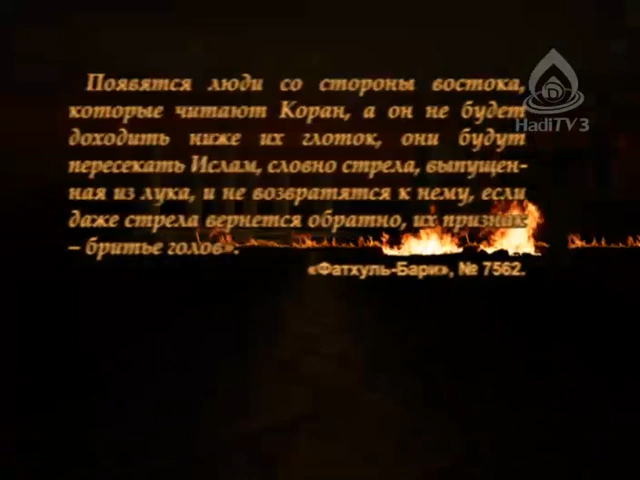 Появятся люди со стороны востока,
которые читают Коран, а он не будет
доходить ниже их глоток, они будут
пересекать Ислам, словно стрела, выпущен-
ная из лука, и не возвратятся к нему, если
даже стрела вернется обратно, их признак
– бритье голов».
«Фатхуль-Бари», № 7562.
HadiTV3